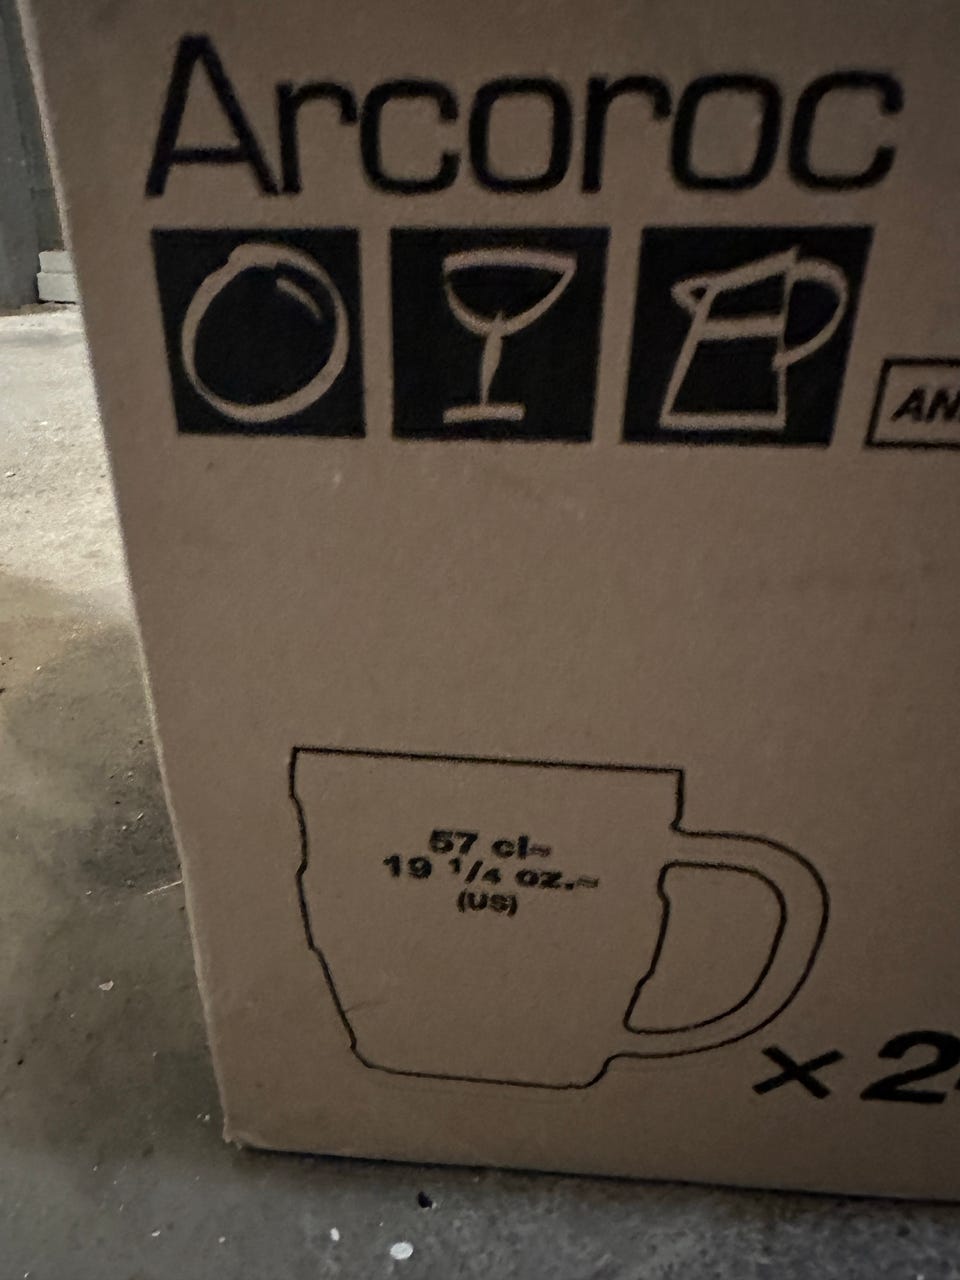 Arcoroc
57 cl~
19 1/4 oz.~
(US)